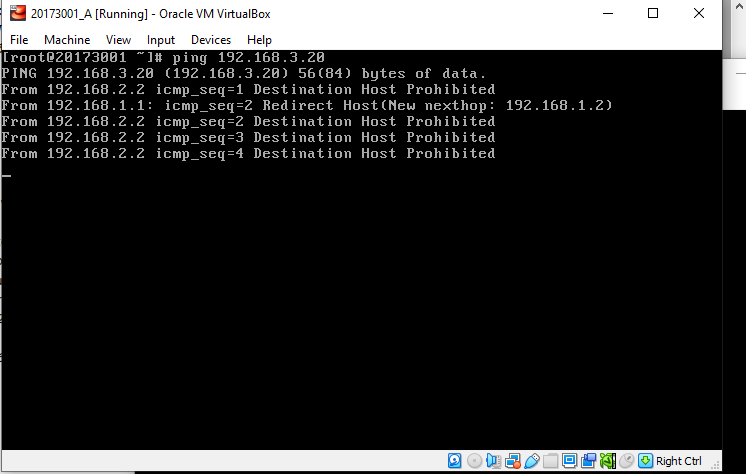 20173001_A [Running] - Oracle VM VirtualBox
File Machine View Input Devices Help
[root@20173001 ~]# ping 192.168.3.20
PING 192.168.3.20 (192.168.3.20) 56(84) bytes of data.
From 192.168.2.2 icmp_seq=1 Destination Host Prohibited
From 192.168.1.1: icmp_seq=2 Redirect Host(New nexthop: 192.168.1.2)
From 192.168.2.2 icmp_seq=2 Destination Host Prohibited
From 192.168.2.2 icmp_seq=3 Destination Host Prohibited
From 192.168.2.2 icmp_seq=4 Destination Host Prohibited
Right Ctrl